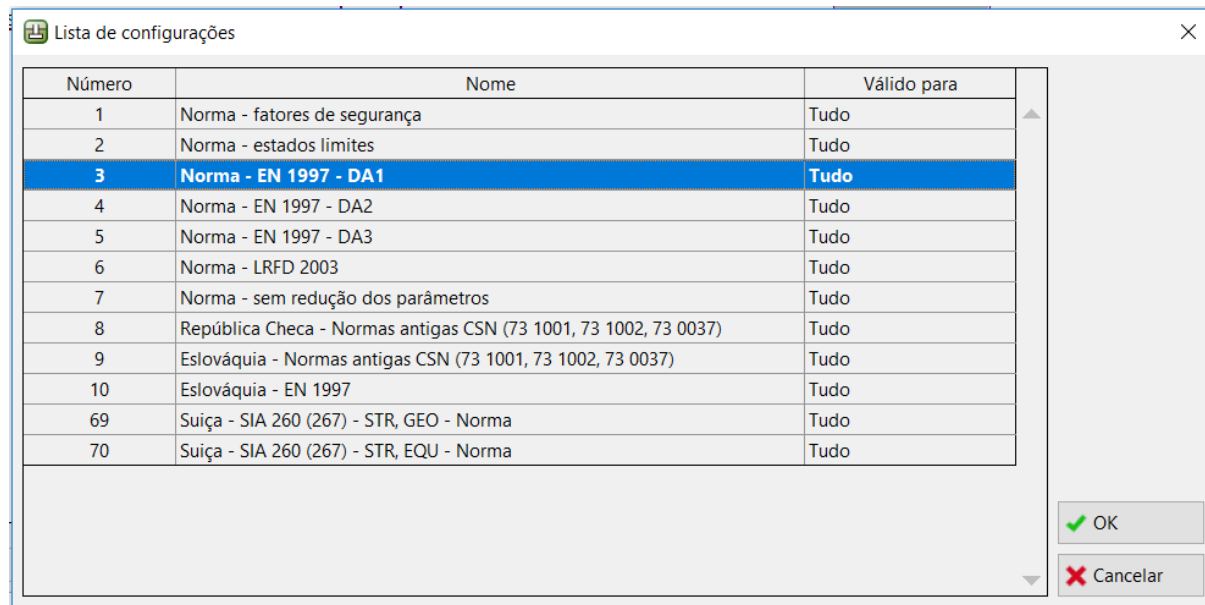 Lista de configurações
Número Nome Válido para
1 Norma - fatores de segurança Tudo
2 Norma - estados limites Tudo
3 Norma - EN 1997 - DA1 Tudo
4 Norma - EN 1997 - DA2 Tudo
5 Norma - EN 1997 - DA3 Tudo
6 Norma - LRFD 2003 Tudo
7 Norma - sem redução dos parâmetros Tudo
8 República Checa - Normas antigas CSN (73 1001, 73 1002, 73 0037) Tudo
9 Eslováquia - Normas antigas CSN (73 1001, 73 1002, 73 0037) Tudo
10 Eslováquia - EN 1997 Tudo
69 Suiça - SIA 260 (267) - STR, GEO - Norma Tudo
70 Suiça - SIA 260 (267) - STR, EQU - Norma Tudo
OK
Cancelar